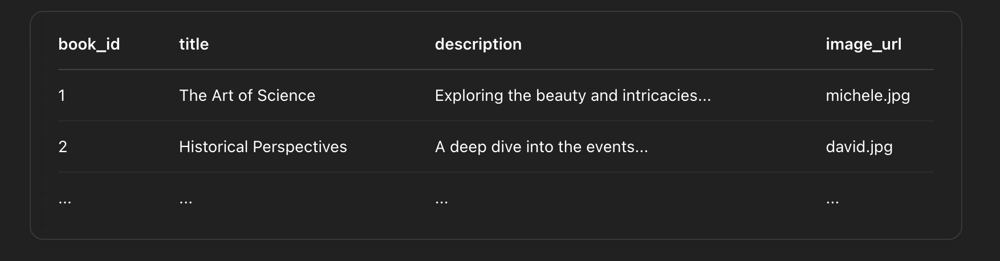 book_id title description image_url
1 The Art of Science Exploring the beauty and intricacies... michele.jpg
2 Historical Perspectives A deep dive into the events... david.jpg
... ... ... ...